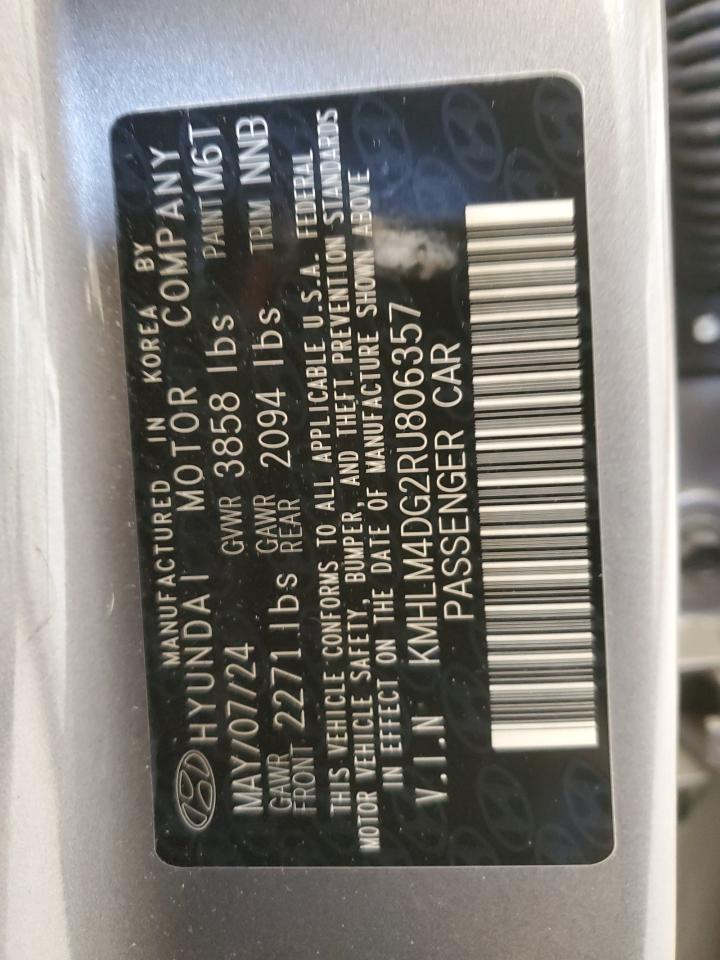 MANUFACTURED IN KOREA BY
HYUNDAI MOTOR COMPANY
MAY/07/24 GVWR 3858 lbs PAINT M6T
GAWR FRONT 2271 lbs GAWR REAR 2094 lbs TRIM NNB
THIS VEHICLE CONFORMS TO ALL APPLICABLE U.S.A. FEDERAL
MOTOR VEHICLE SAFETY, BUMPER, AND THEFT PREVENTION STANDARDS
IN EFFECT ON THE DATE OF MANUFACTURE SHOWN ABOVE
V.I.N KMHLM4DG2RU806357
PASSENGER CAR